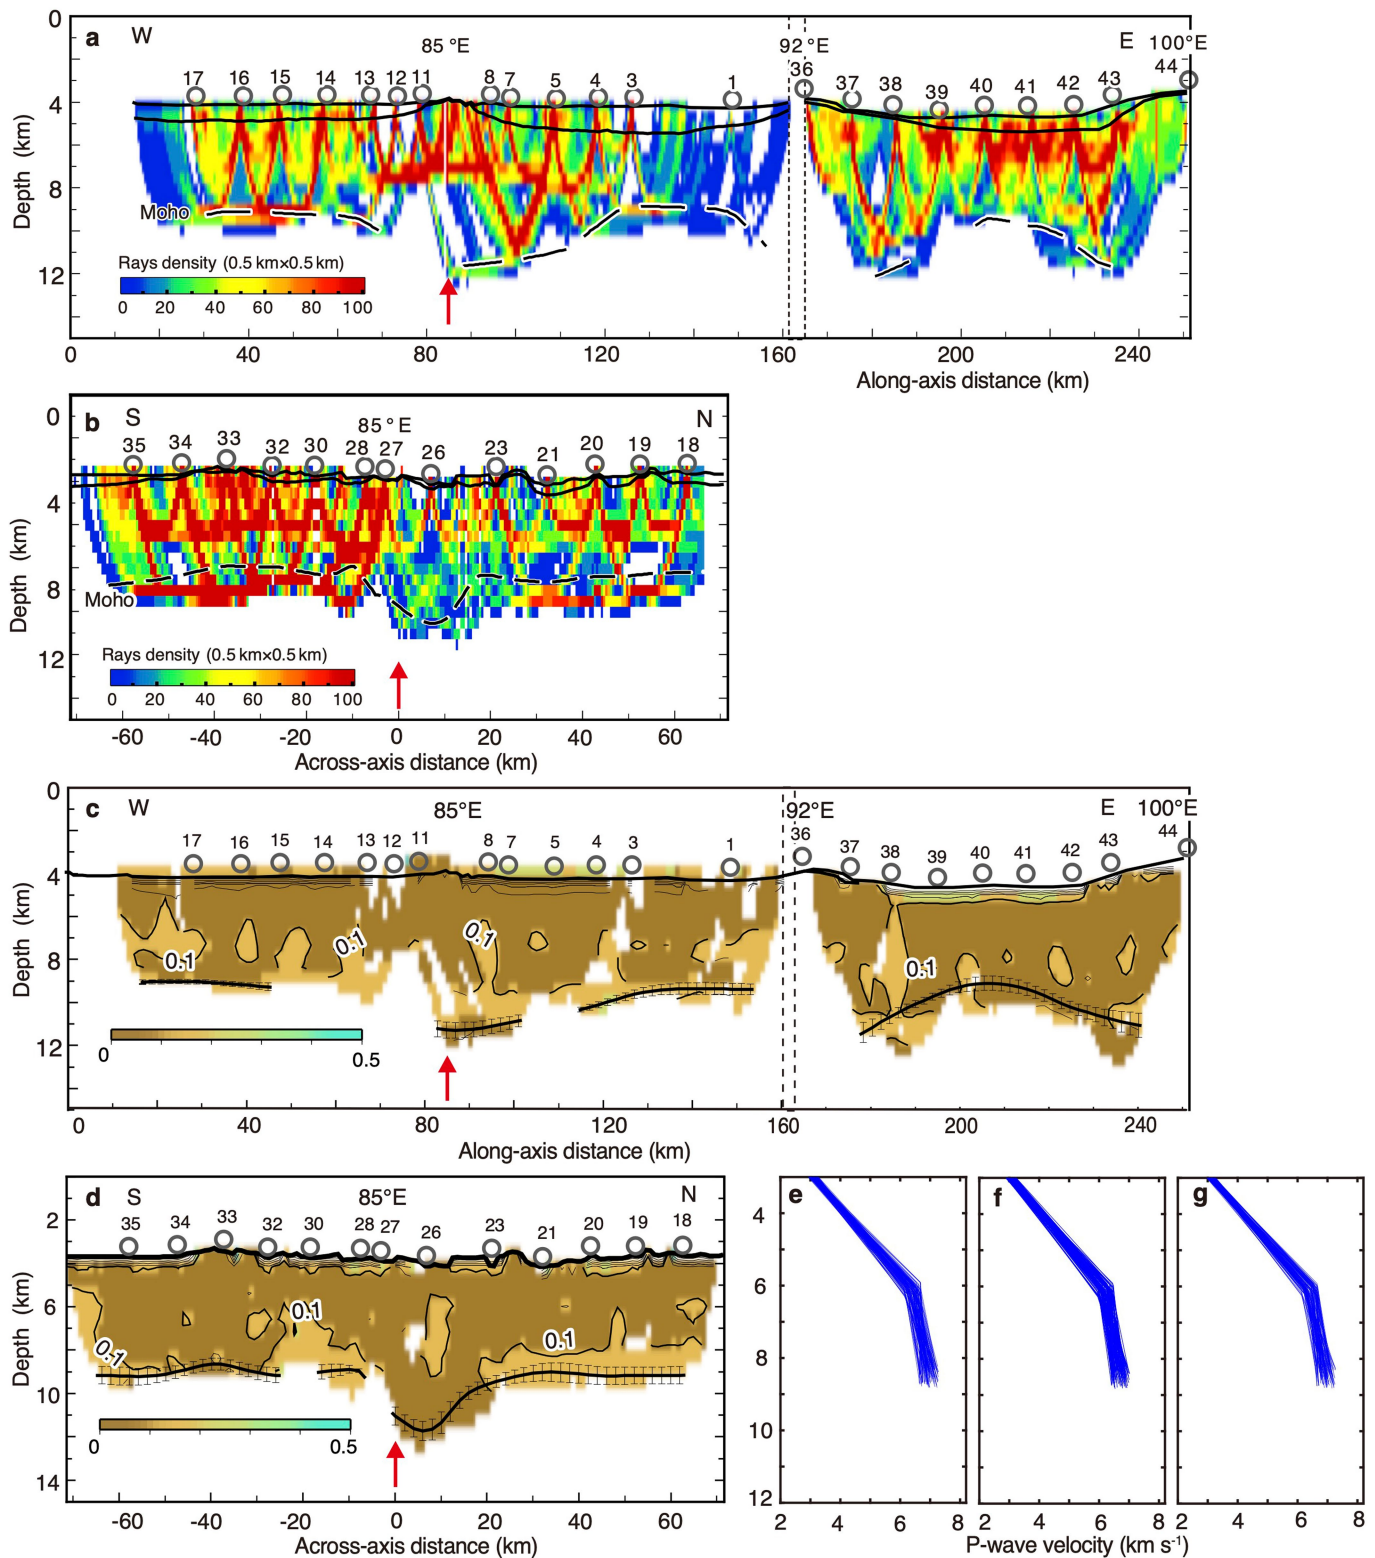 a W 85 °E 92 °E E 100°E
17 16 15 14 13 12 11 8 7 5 4 3 1 36 37 38 39 40 41 42 43 44
Moho
Rays density (0.5 km×0.5 km)
0 20 40 60 80 100
0 4 8 12
Depth (km)
0 40 80 120 160 200 240
Along-axis distance (km)
b S 85 ° E N
35 34 33 32 30 28 27 26 23 21 20 19 18
Moho
Rays density (0.5 km×0.5 km)
0 20 40 60 80 100
0 4 8 12
Depth (km)
-60 -40 -20 0 20 40 60
Across-axis distance (km)
c W 85°E 92°E E 100°E
17 16 15 14 13 12 11 8 7 5 4 3 1 36 37 38 39 40 41 42 43 44
0.1 0.1 0.1 0.1
0 0.5
0 4 8 12
Depth (km)
0 40 80 120 160 200 240
Along-axis distance (km)
d S 85°E N
35 34 33 32 30 28 27 26 23 21 20 19 18
0.1 0.1 0.1
0 0.5
2 6 10 14
Depth (km)
-60 -40 -20 0 20 40 60
Across-axis distance (km)
e f g
4 6 8 10 12
2 4 6 8 2 4 6 8 2 4 6 8
P-wave velocity (km s-1)